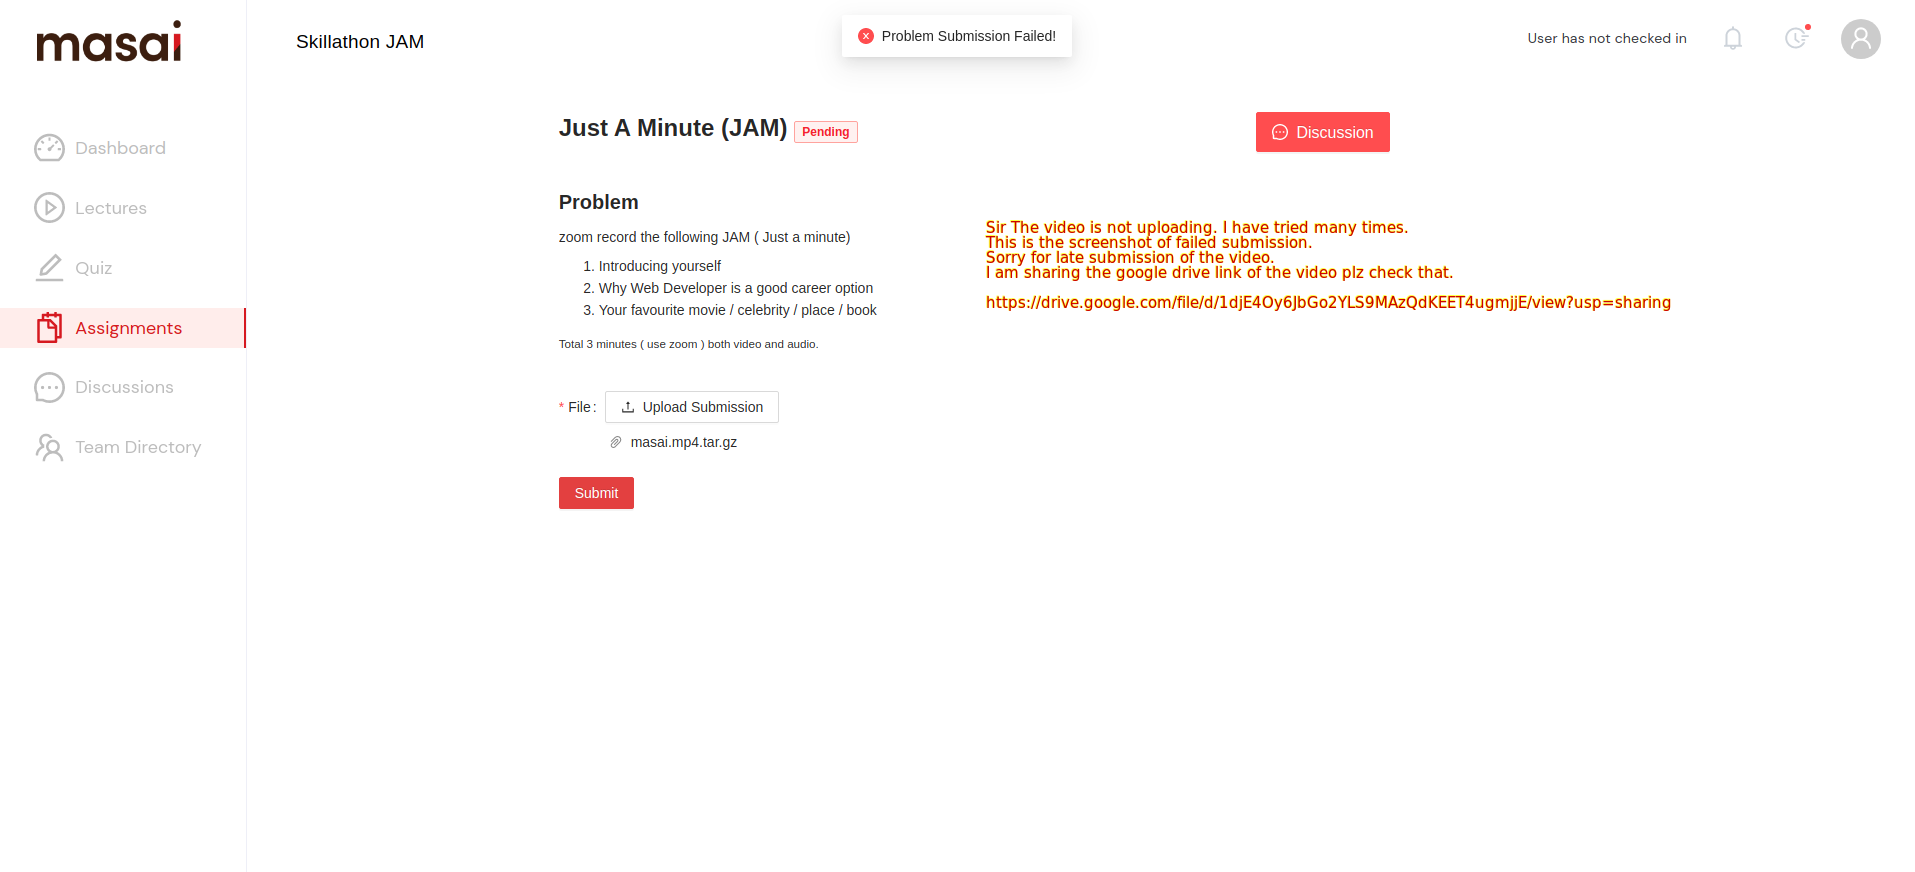 masai
Skillathon JAM
Problem Submission Failed!
User has not checked in
Dashboard
Lectures
Quiz
Assignments
Discussions
Team Directory
Just A Minute (JAM) Pending
Discussion
Problem
zoom record the following JAM ( Just a minute)
1. Introducing yourself
2. Why Web Developer is a good career option
3. Your favourite movie / celebrity / place / book
Total 3 minutes ( use zoom ) both video and audio.
Sir The video is not uploading. I have tried many times.
This is the screenshot of failed submission.
Sorry for late submission of the video.
I am sharing the google drive link of the video plz check that.
https://drive.google.com/file/d/1djE4Oy6JbGo2YLS9MAzQdKEET4ugmjjE/view?usp=sharing
* File : Upload Submission
masai.mp4.tar.gz
Submit